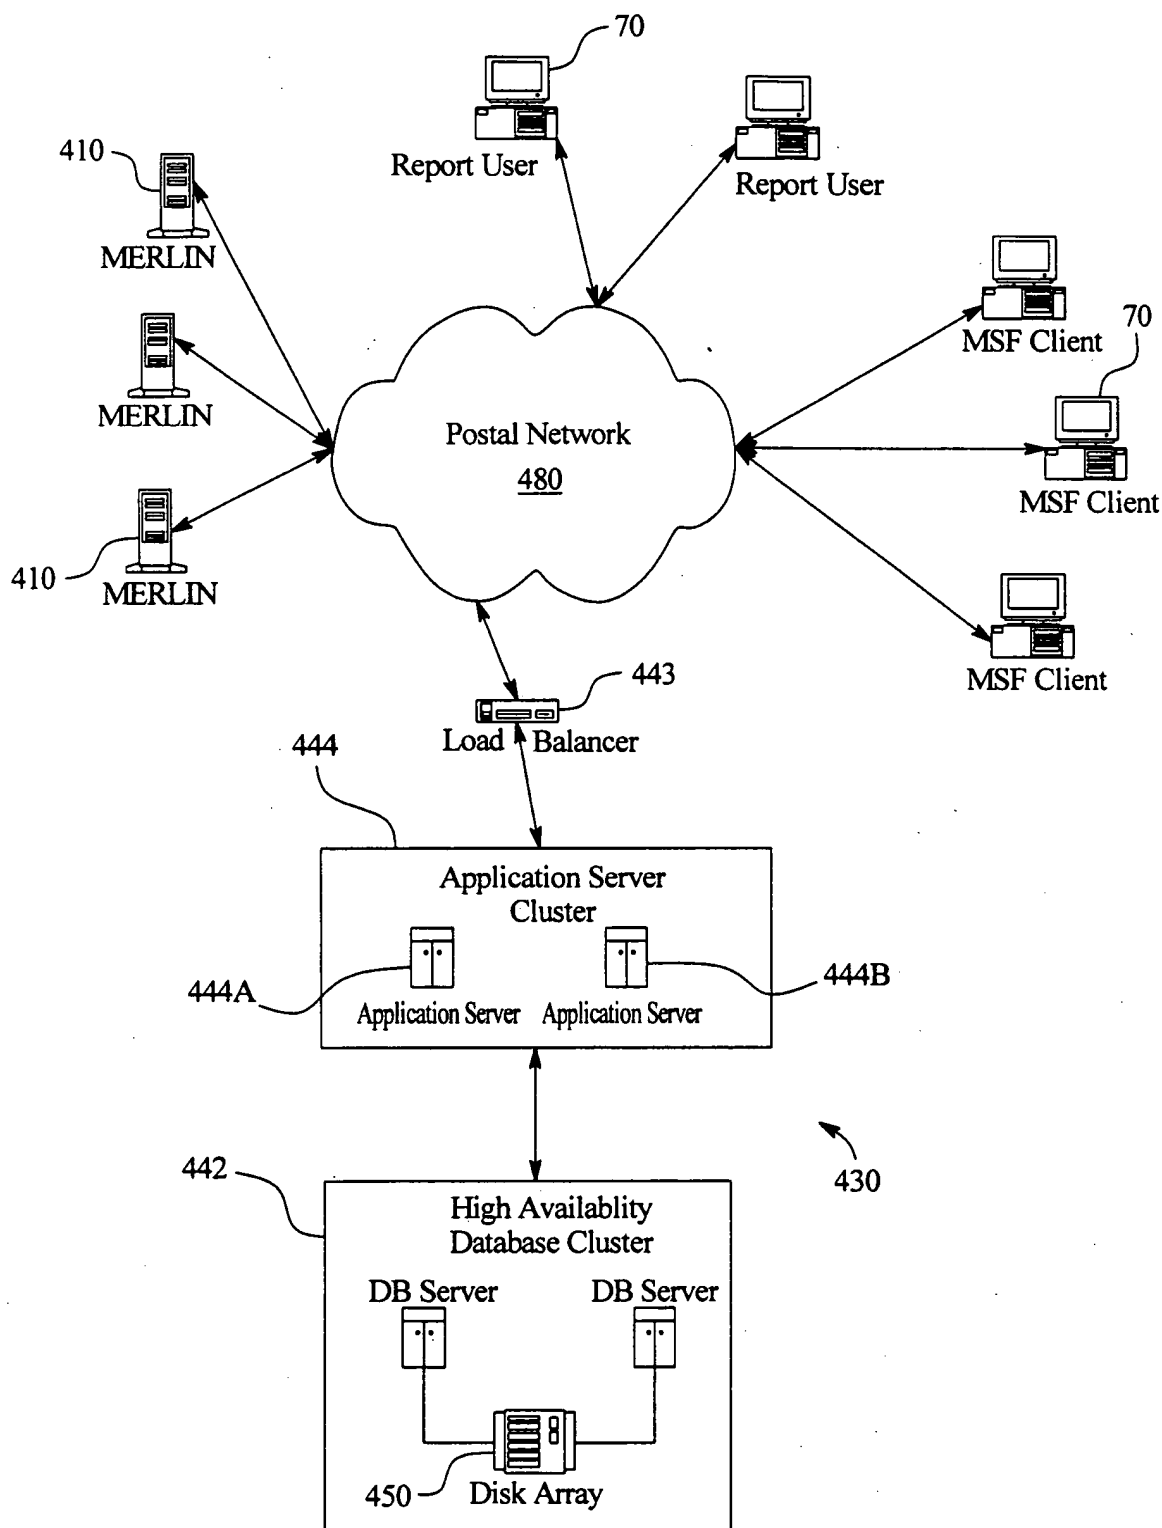 70
Report User
Report User
410
MERLIN
MERLIN
410
MERLIN
MSF Client
70
MSF Client
MSF Client
Postal Network
480
443
Load Balancer
444
Application Server
Cluster
444A
444B
Application Server Application Server
430
442
High Availablity
Database Cluster
DB Server DB Server
450
Disk Array